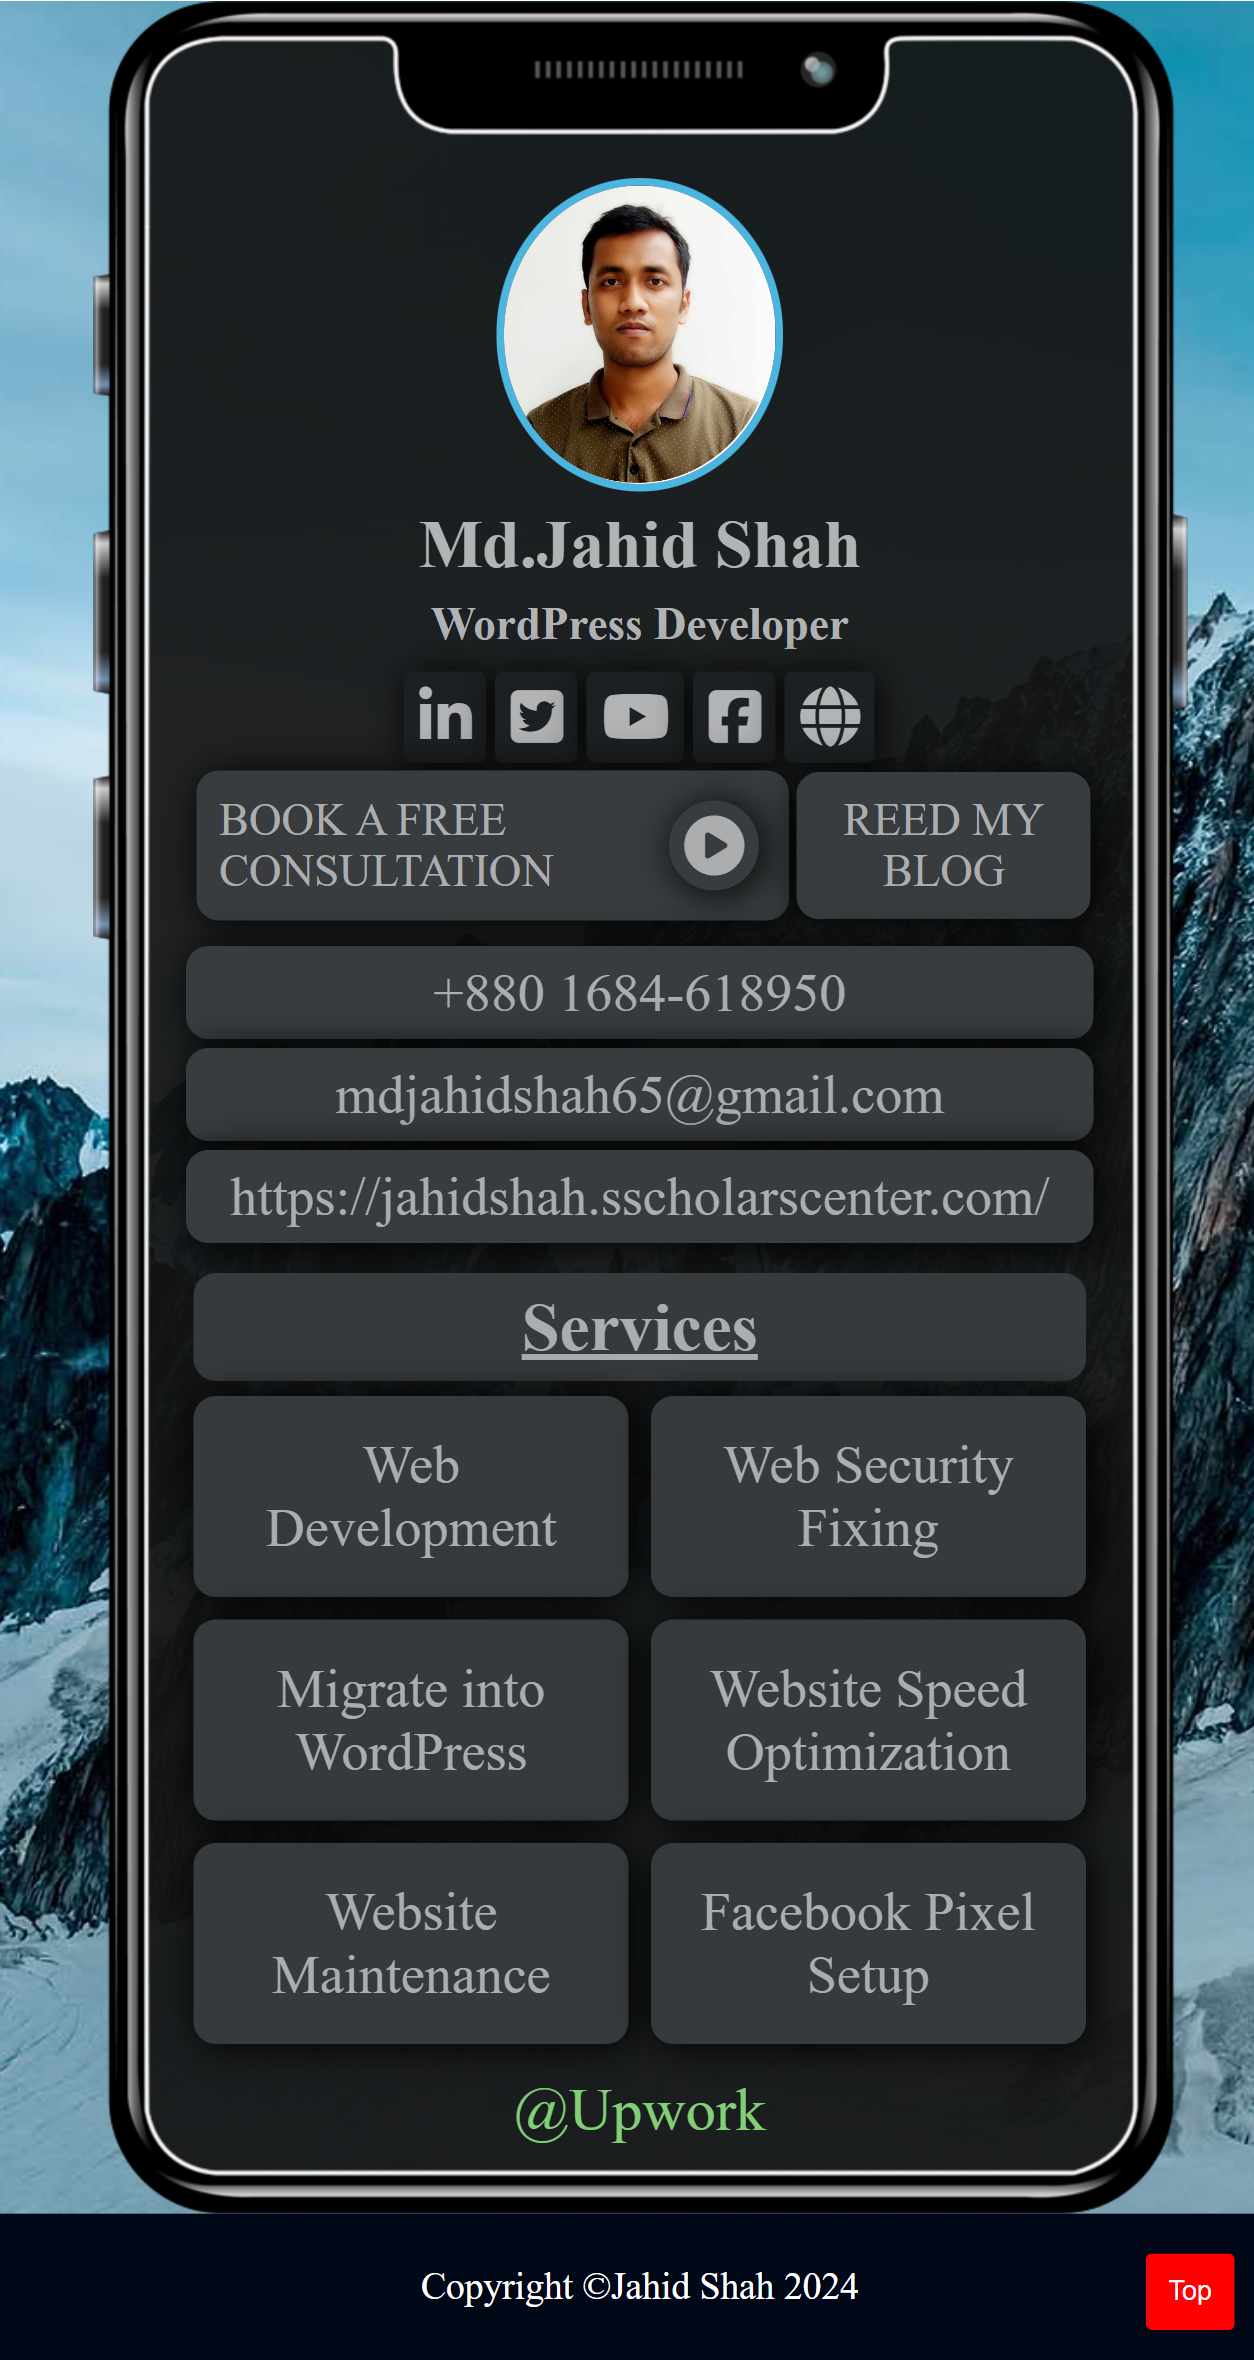 Md.Jahid Shah
WordPress Developer
BOOK A FREE
CONSULTATION
REED MY
BLOG
+880 1684-618950
mdjahidshah65@gmail.com
https://jahidshah.sscholarscenter.com/
Services
Web
Development
Web Security
Fixing
Migrate into
WordPress
Website Speed
Optimization
Website
Maintenance
Facebook Pixel
Setup
@Upwork
Copyright ©Jahid Shah 2024
Top